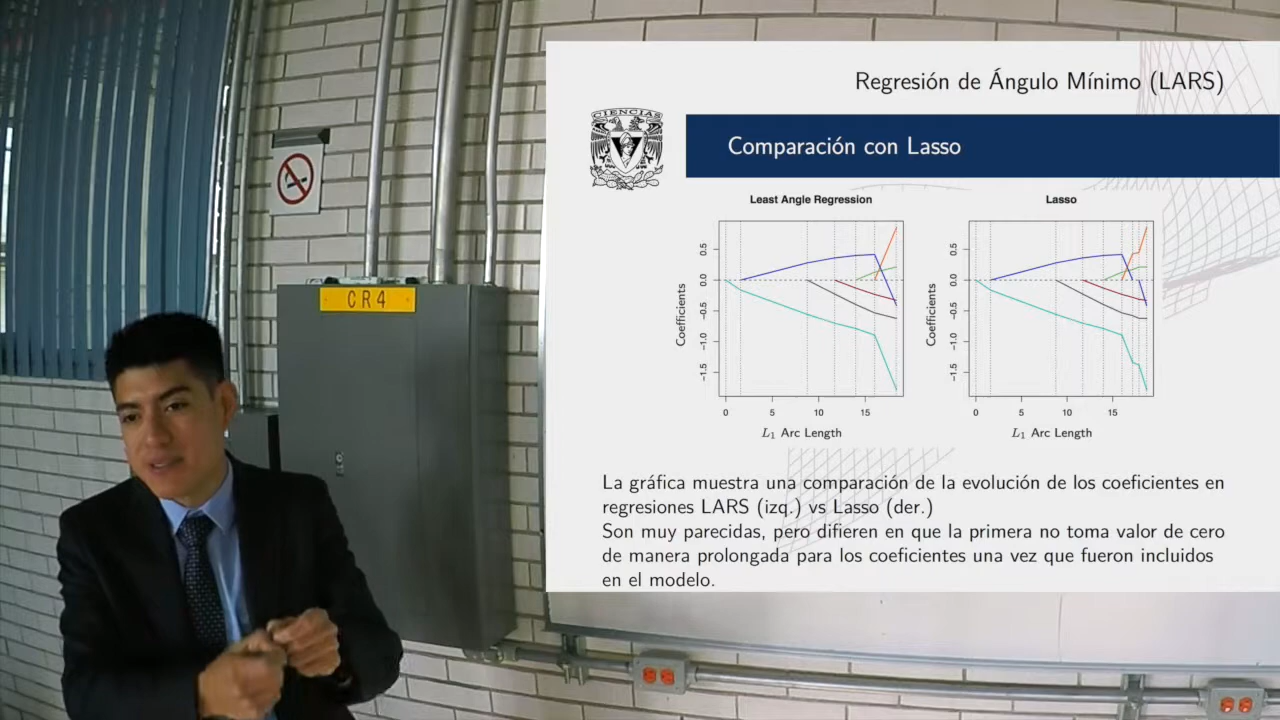 CR4
Regresión de Ángulo Mínimo (LARS)
CIENCIAS
Comparación con Lasso
Least Angle Regression
Coefficients
0.5
0.0
−0.5
−1.0
−1.5
0 5 10 15
L1 Arc Length
Lasso
Coefficients
0.5
0.0
−0.5
−1.0
−1.5
0 5 10 15
L1 Arc Length
La gráfica muestra una comparación de la evolución de los coeficientes en
regresiones LARS (izq.) vs Lasso (der.)
Son muy parecidas, pero difieren en que la primera no toma valor de cero
de manera prolongada para los coeficientes una vez que fueron incluidos
en el modelo.